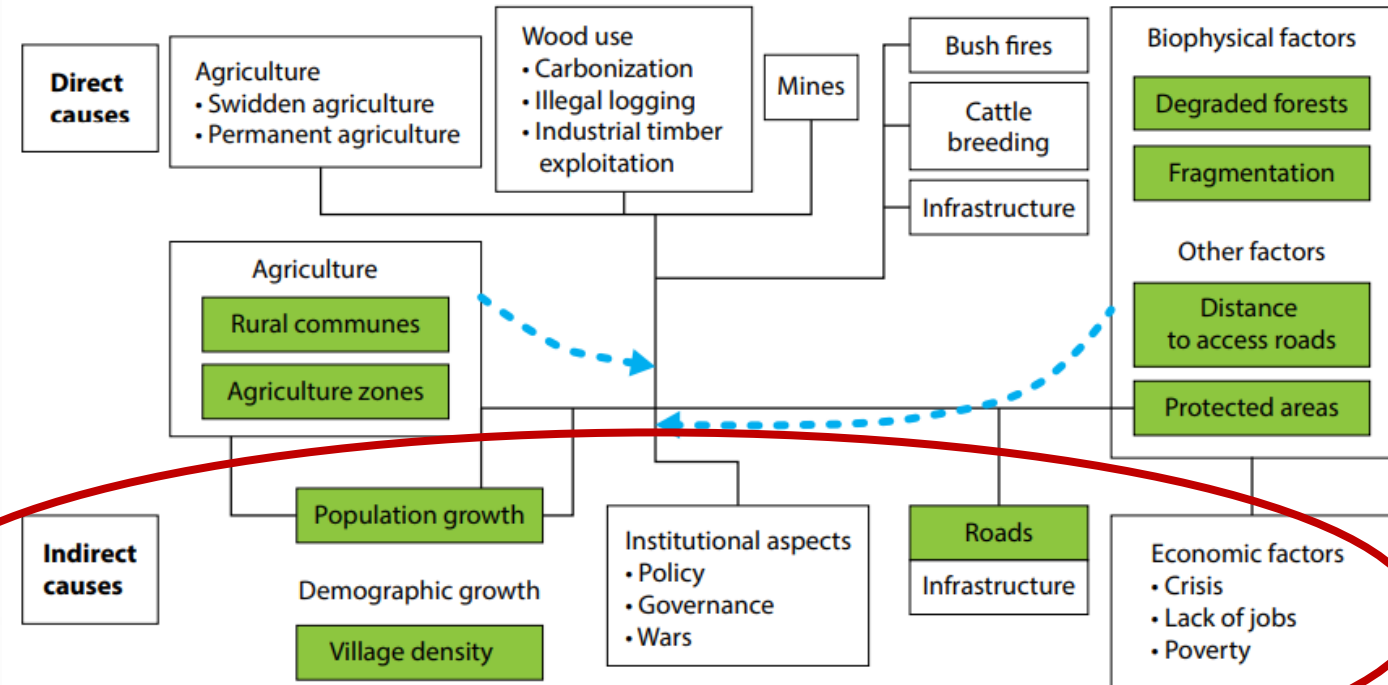 Direct
causes
Agriculture
• Swidden agriculture
• Permanent agriculture
Wood use
• Carbonization
• Illegal logging
• Industrial timber
exploitation
Mines
Bush fires
Cattle
breeding
Infrastructure
Biophysical factors
Degraded forests
Fragmentation
Other factors
Distance
to access roads
Protected areas
Agriculture
Rural communes
Agriculture zones
Indirect
causes
Population growth
Demographic growth
Village density
Institutional aspects
• Policy
• Governance
• Wars
Roads
Infrastructure
Economic factors
• Crisis
• Lack of jobs
• Poverty